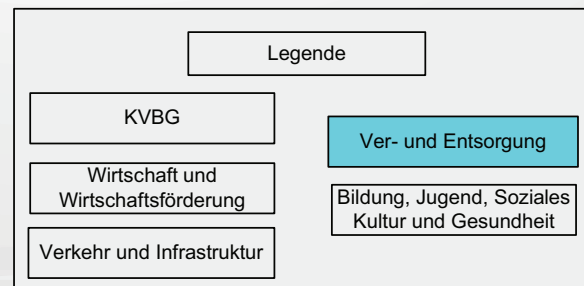 Legende
KVBG
Wirtschaft und
Wirtschaftsförderung
Verkehr und Infrastruktur
Ver- und Entsorgung
Bildung, Jugend, Soziales
Kultur und Gesundheit